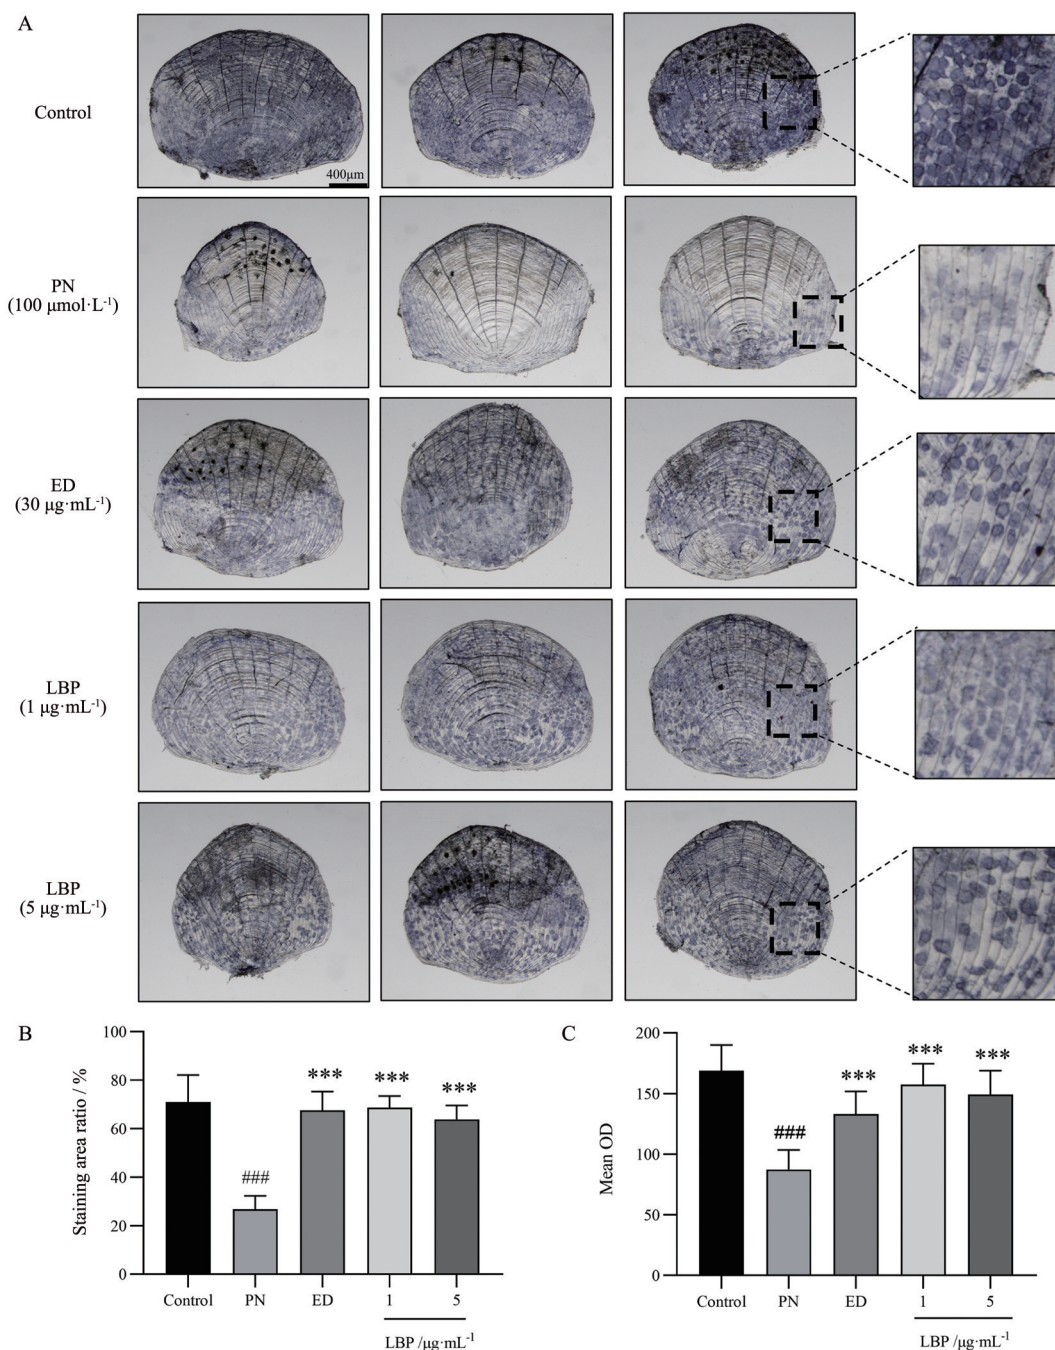 A
Control
400μm
PN
(100 μmol·L⁻¹)
ED
(30 μg·mL⁻¹)
LBP
(1 μg·mL⁻¹)
LBP
(5 μg·mL⁻¹)
B
Staining area ratio / %
100
80
60
40
20
0
###
***
***
***
Control PN ED 1 5
LBP /μg·mL⁻¹
C
Mean OD
200
150
100
50
0
###
***
***
***
Control PN ED 1 5
LBP /μg·mL⁻¹